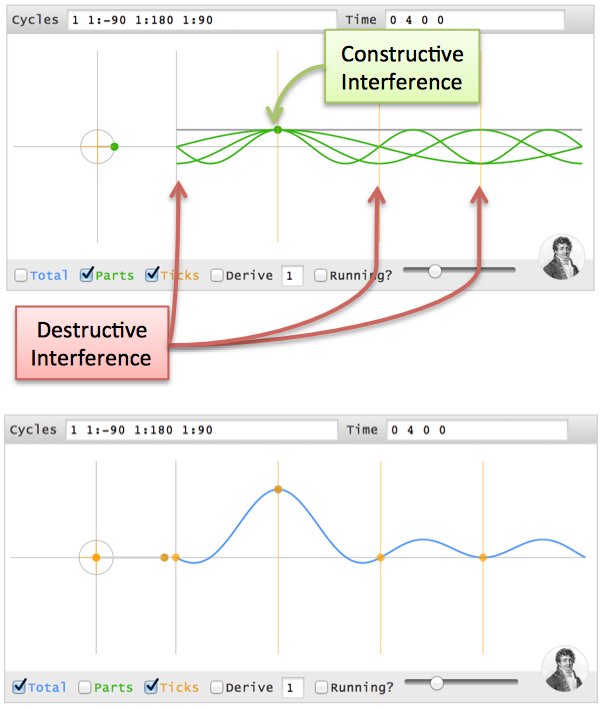 Cycles 1 1:-90 1:180 1:90 Time 0 4 0 0
Constructive
Interference
Total Parts Ticks Derive 1 Running?
Destructive
Interference
Cycles 1 1:-90 1:180 1:90 Time 0 4 0 0
Total Parts Ticks Derive 1 Running?